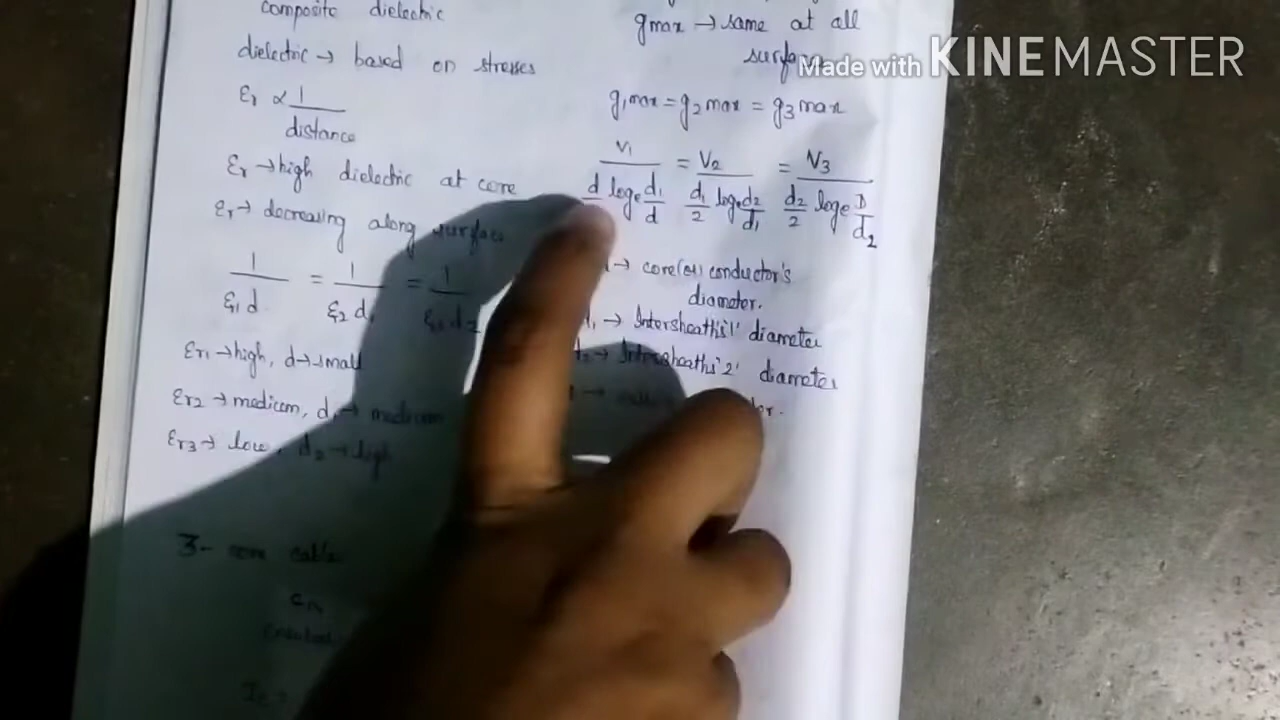 composite dielectric
dielectric → based on stresses
εr ∝ 1
distance
εr → high dielectric at core
εr → decreasing along surface
1/ε1 d = 1/ε2 d1 = 1/ε3 d2
εr1 → high, d → small
εr2 → medium, d1 → medium
εr3 → low, d2 → high
3- core cable
Made with KINEMASTER
gmax → same at all
surfaces
g1max = g2max = g3max
V1 = V2 = V3
d loge d1/d d1/2 loge d2/d1 d2/2 loge D/d2
→ core(or) conductor's
diameter.
d1 → Intersheath's '1' diameter
d2 → Intersheath's '2' diameter